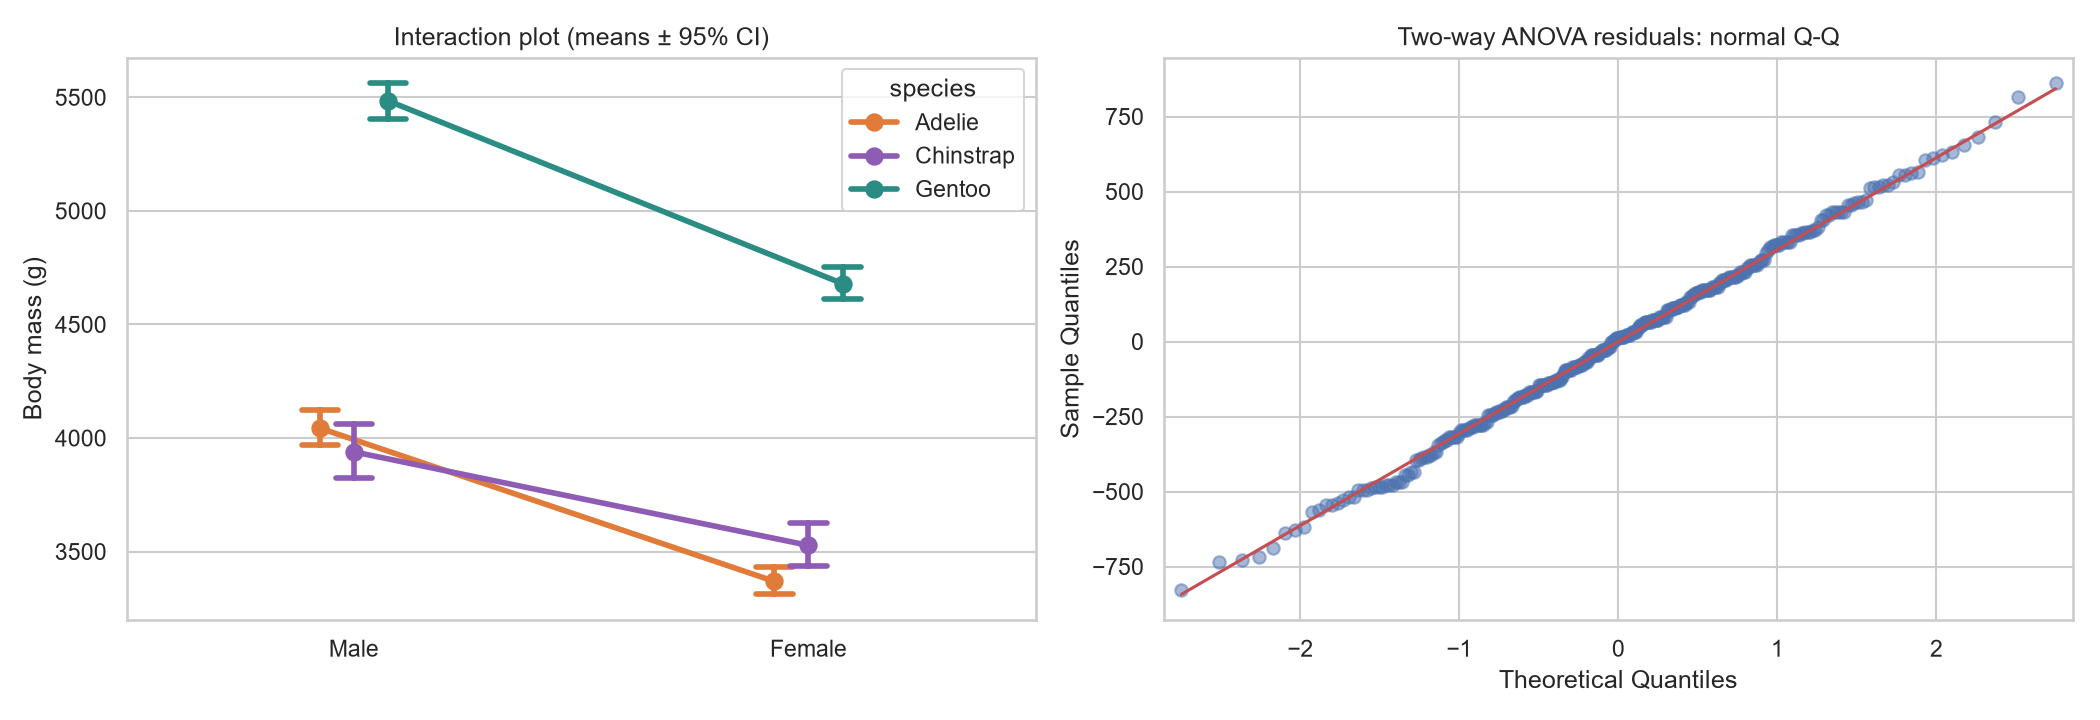 Interaction plot (means ± 95% CI)
5500
5000
4500
4000
3500
Body mass (g)
species
Adelie
Chinstrap
Gentoo
Male
Female
Two-way ANOVA residuals: normal Q-Q
750
500
250
0
−250
−500
−750
Sample Quantiles
−2
−1
0
1
2
Theoretical Quantiles